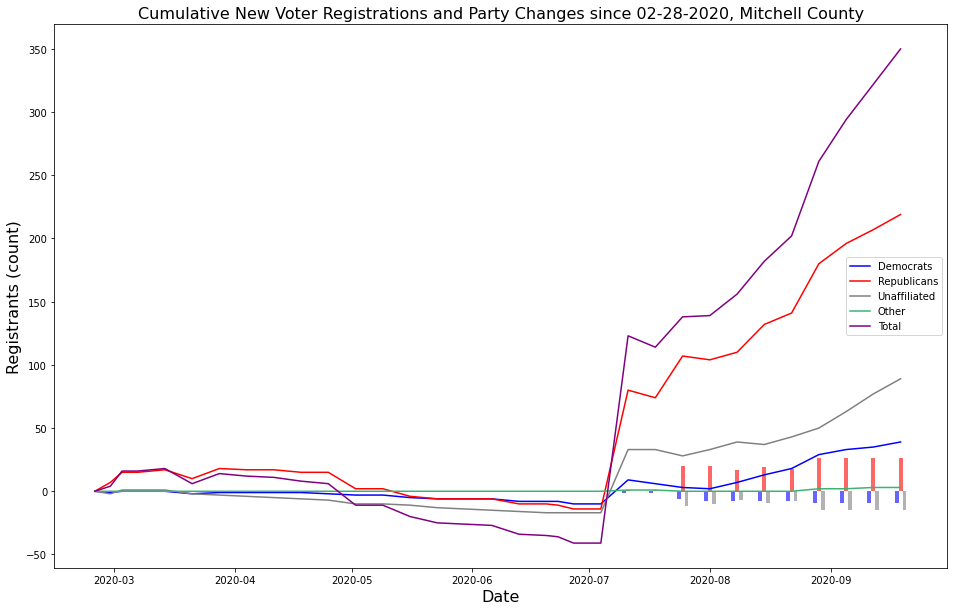 Cumulative New Voter Registrations and Party Changes since 02-28-2020, Mitchell County
Registrants (count)
350
300
250
200
150
100
50
0
−50
Democrats
Republicans
Unaffiliated
Other
Total
2020-03
2020-04
2020-05
2020-06
2020-07
2020-08
2020-09
Date